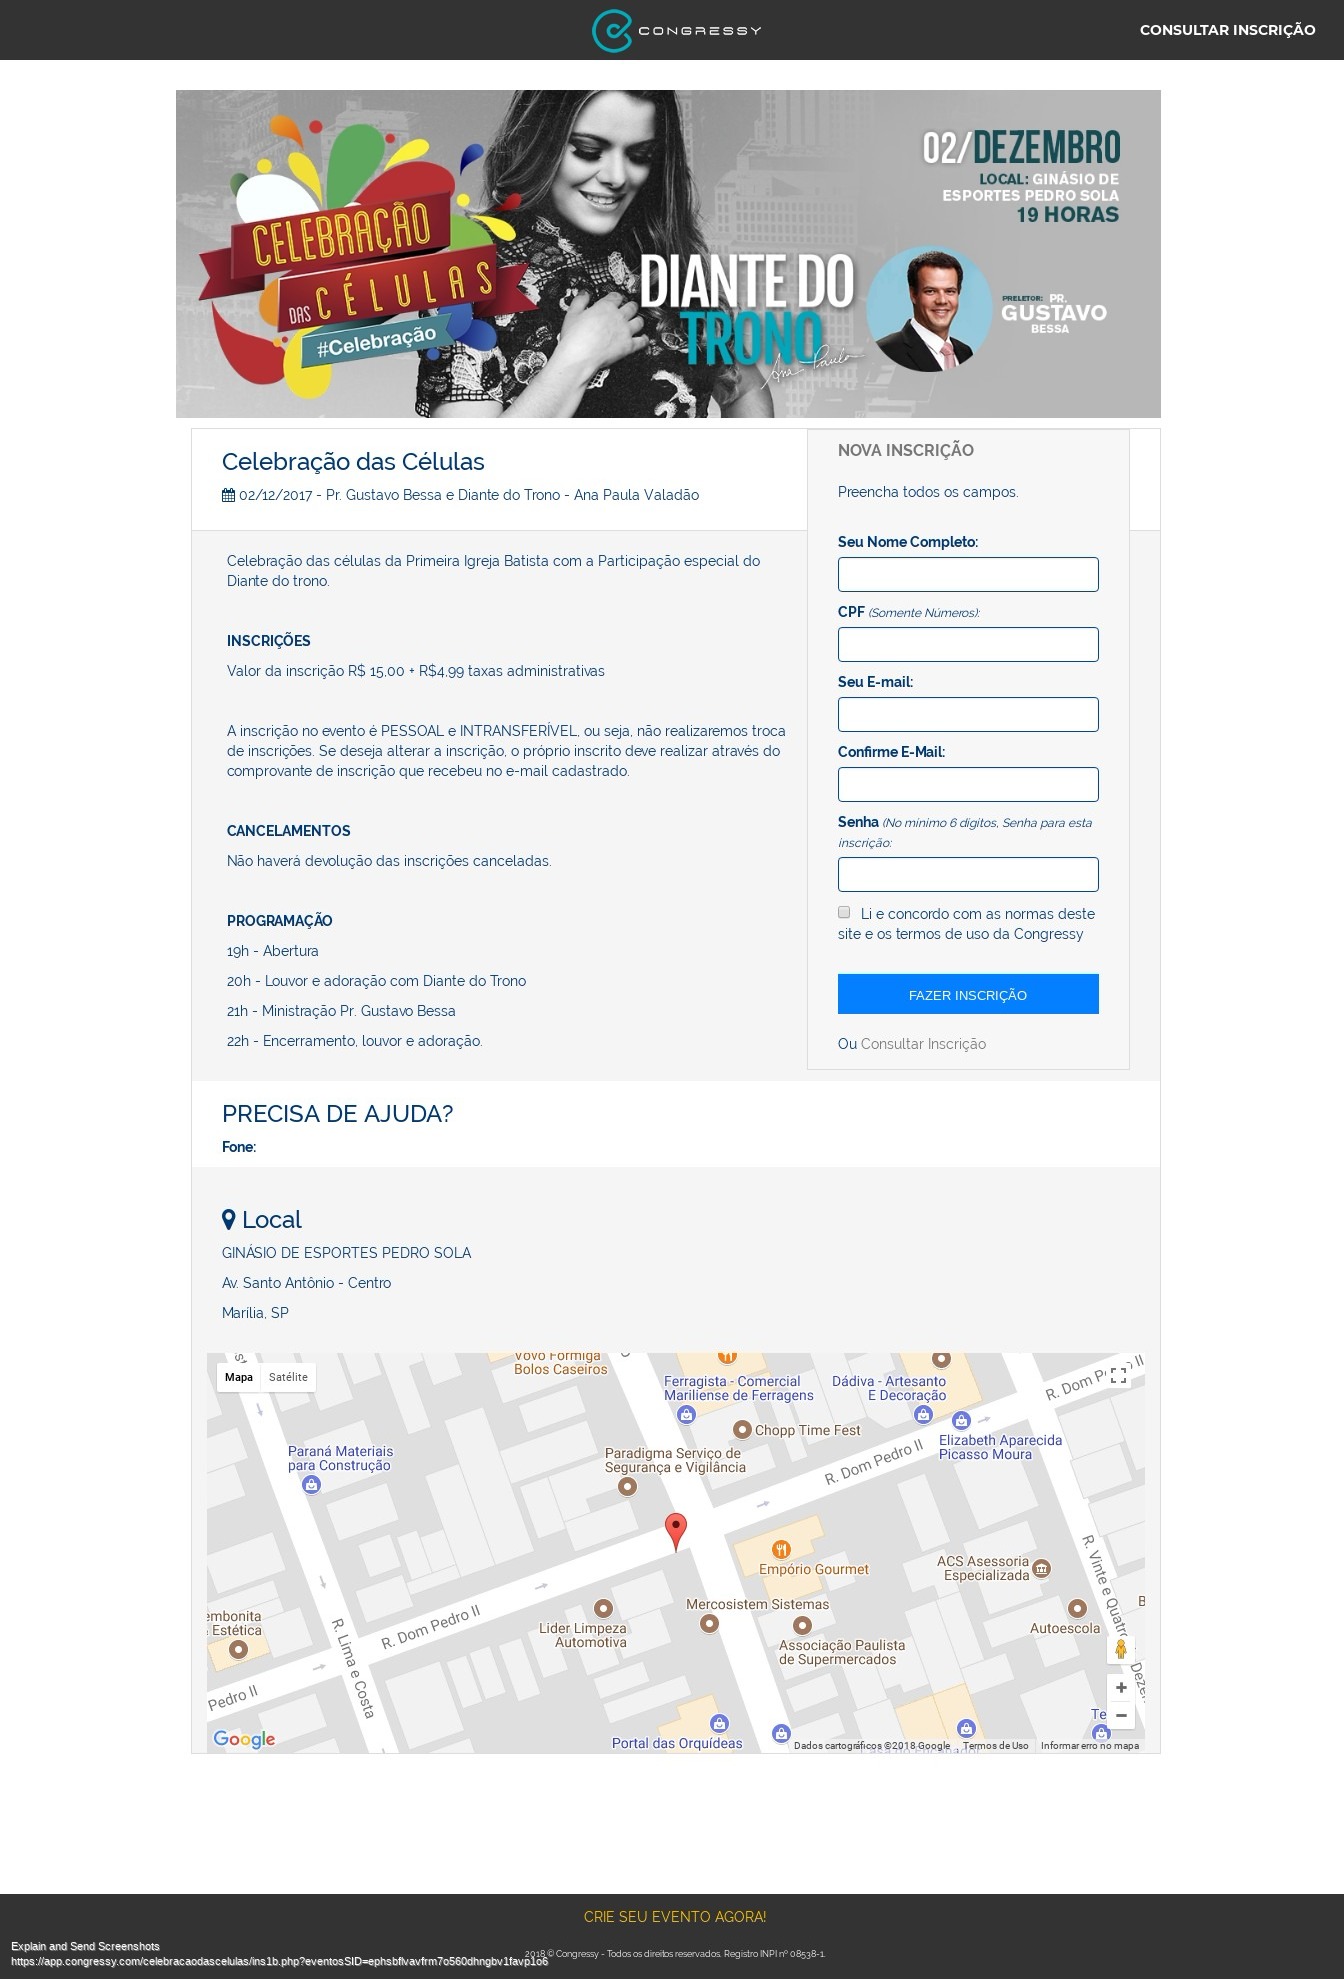 CONGRESSY
CONSULTAR INSCRIÇÃO
02/DEZEMBRO
LOCAL: GINÁSIO DE
ESPORTES PEDRO SOLA
19 HORAS
CELEBRAÇÃO
DAS CÉLULAS
#Celebração
DIANTE DO
TRONO
Ana Paula
PRELETOR: PR.
GUSTAVO
BESSA
Celebração das Células
02/12/2017 - Pr. Gustavo Bessa e Diante do Trono - Ana Paula Valadão
Celebração das células da Primeira Igreja Batista com a Participação especial do
Diante do trono.
INSCRIÇÕES
Valor da inscrição R$ 15,00 + R$4,99 taxas administrativas
A inscrição no evento é PESSOAL e INTRANSFERÍVEL, ou seja, não realizaremos troca
de inscrições. Se deseja alterar a inscrição, o próprio inscrito deve realizar através do
comprovante de inscrição que recebeu no e-mail cadastrado.
CANCELAMENTOS
Não haverá devolução das inscrições canceladas.
PROGRAMAÇÃO
19h - Abertura
20h - Louvor e adoração com Diante do Trono
21h - Ministração Pr. Gustavo Bessa
22h - Encerramento, louvor e adoração.
NOVA INSCRIÇÃO
Preencha todos os campos.
Seu Nome Completo:
CPF (Somente Números):
Seu E-mail:
Confirme E-Mail:
Senha (No minimo 6 digitos, Senha para esta
inscrição:
Li e concordo com as normas deste
site e os termos de uso da Congressy
FAZER INSCRIÇÃO
Ou Consultar Inscrição
PRECISA DE AJUDA?
Fone:
Local
GINÁSIO DE ESPORTES PEDRO SOLA
Av. Santo Antônio - Centro
Marília, SP
Mapa
Satélite
Vovó Formiga
Bolos Caseiros
Ferragista - Comercial
Mariliense de Ferragens
Dádiva - Artesanto
E Decoração
R. Dom Pedro II
Chopp Time Fest
Elizabeth Aparecida
Picasso Moura
Paraná Materiais
para Construção
Paradigma Serviço de
Segurança e Vigilância
R. Dom Pedro II
Empório Gourmet
ACS Asessoria
Especializada
R. Vinte e Quatro
Dezem
Mercosistem Sistemas
embonita
& Estética
R. Dom Pedro II
Lider Limpeza
Automotiva
Associação Paulista
de Supermercados
Autoescola
R. Lima e Costa
Pedro II
Te
Google
Portal das Orquídeas
Dados cartográficos ©2018 Google
Termos de Uso
Informar erro no mapa
CRIE SEU EVENTO AGORA!
2018 © Congressy - Todos os direitos reservados. Registro INPI nº 08538-1.
Explain and Send Screenshots
https://app.congressy.com/celebracaodascelulas/ins1b.php?eventosSID=ephsbflvavfrm7o560dhngbv1favp1o6